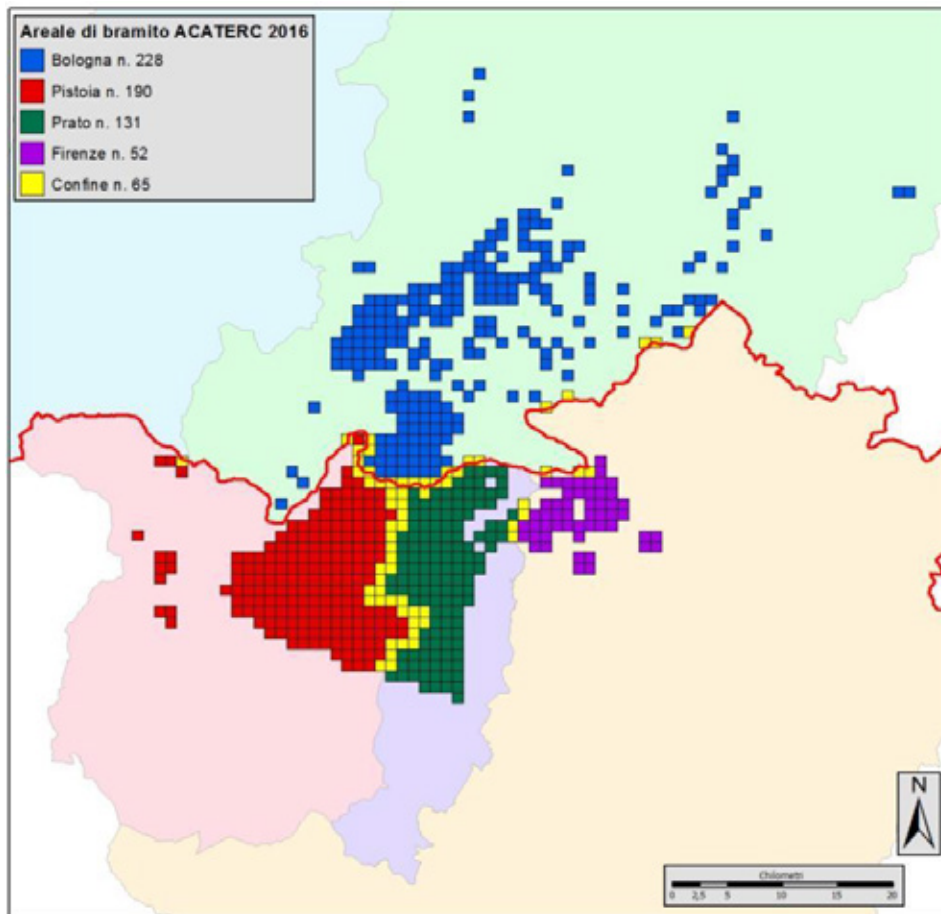 Areale di bramito ACATERC 2016
Bologna n. 228
Pistoia n. 190
Prato n. 131
Firenze n. 52
Confine n. 65
N
Chilometri
0 2,5 5 10 15 20